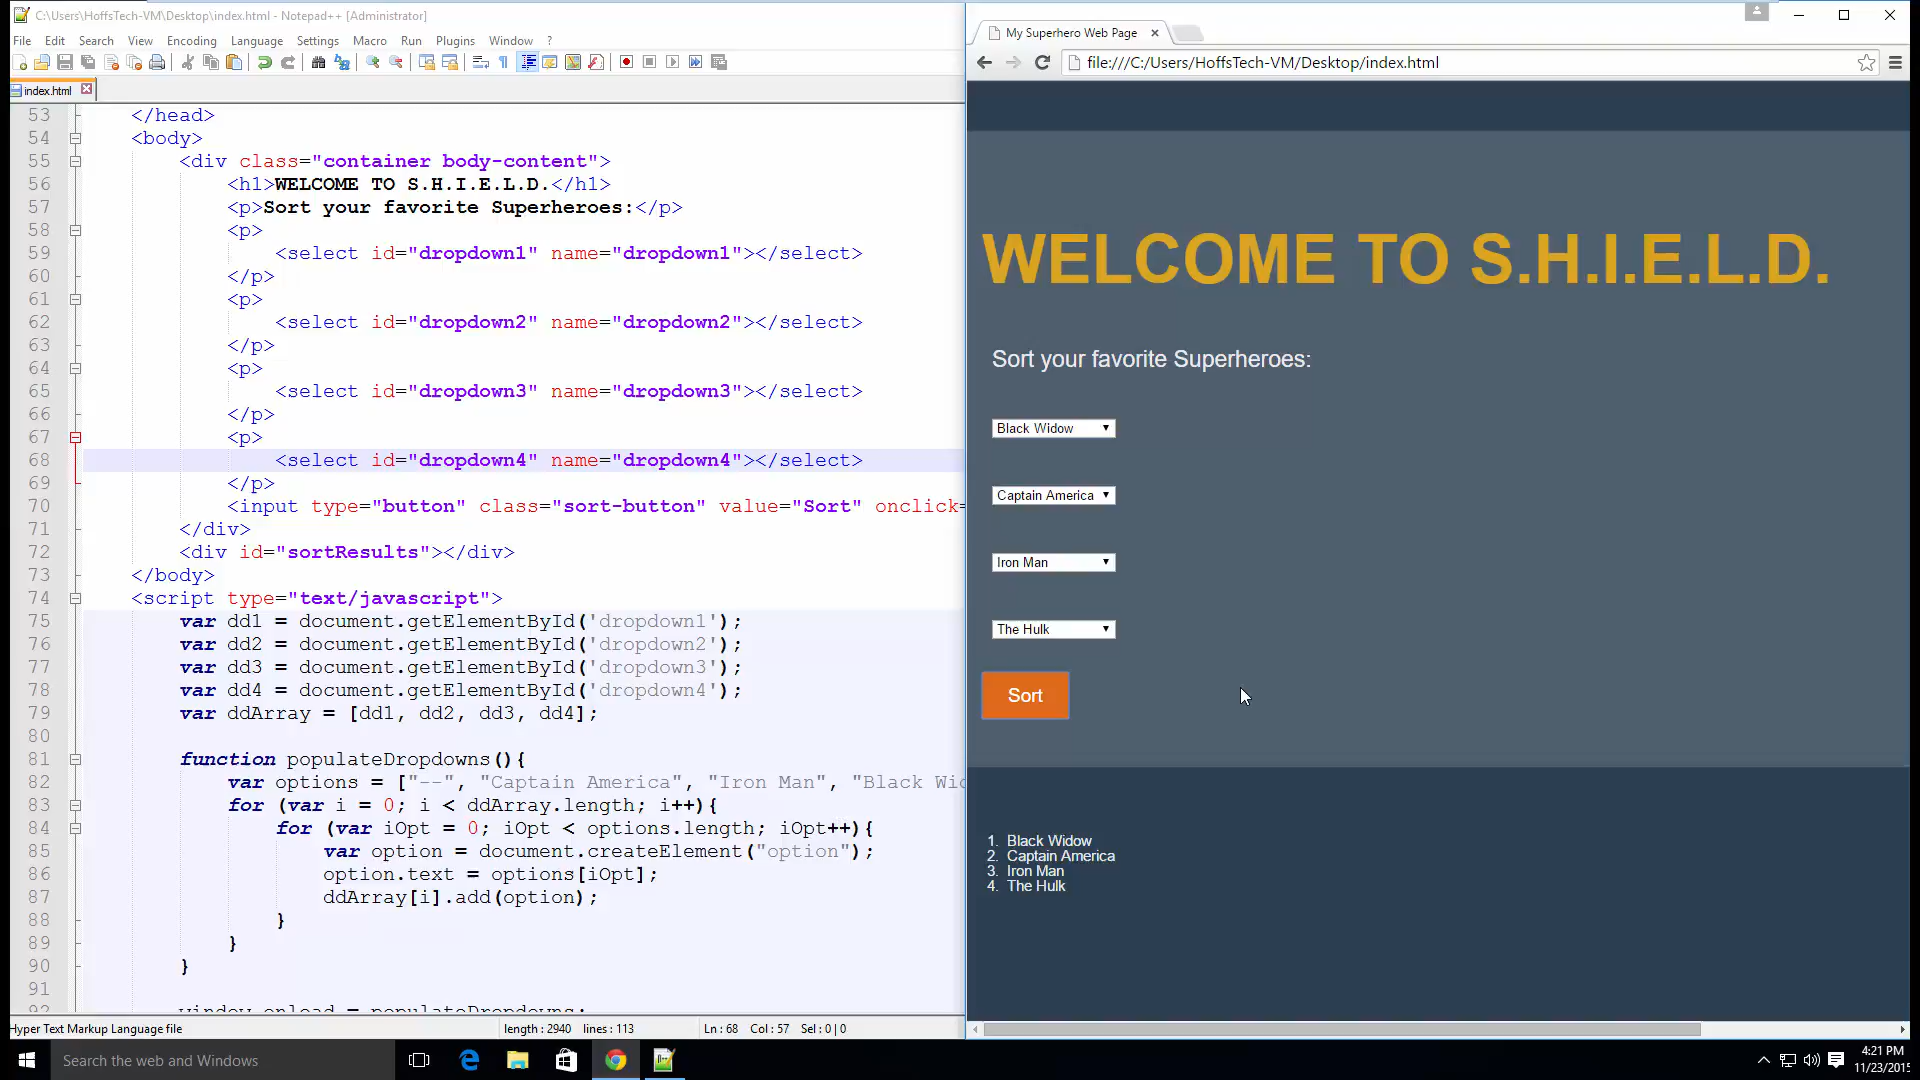 C:\Users\HoffsTech-VM\Desktop\index.html - Notepad++ [Administrator]
File Edit Search View Encoding Language Settings Macro Run Plugins Window ?
index.html
53 </head>
54 <body>
55 <div class="container body-content">
56 <h1>WELCOME TO S.H.I.E.L.D.</h1>
57 <p>Sort your favorite Superheroes:</p>
58 <p>
59 <select id="dropdown1" name="dropdown1"></select>
60 </p>
61 <p>
62 <select id="dropdown2" name="dropdown2"></select>
63 </p>
64 <p>
65 <select id="dropdown3" name="dropdown3"></select>
66 </p>
67 <p>
68 <select id="dropdown4" name="dropdown4"></select>
69 </p>
70 <input type="button" class="sort-button" value="Sort" onclick=
71 </div>
72 <div id="sortResults"></div>
73 </body>
74 <script type="text/javascript">
75 var dd1 = document.getElementById('dropdown1');
76 var dd2 = document.getElementById('dropdown2');
77 var dd3 = document.getElementById('dropdown3');
78 var dd4 = document.getElementById('dropdown4');
79 var ddArray = [dd1, dd2, dd3, dd4];
80
81 function populateDropdowns(){
82 var options = ["--", "Captain America", "Iron Man", "Black Wid
83 for (var i = 0; i < ddArray.length; i++){
84 for (var iOpt = 0; iOpt < options.length; iOpt++){
85 var option = document.createElement("option");
86 option.text = options[iOpt];
87 ddArray[i].add(option);
88 }
89 }
90 }
91
92 window.onload = populateDropdowns;
Hyper Text Markup Language file length : 2940 lines : 113 Ln : 68 Col : 57 Sel : 0 | 0
My Superhero Web Page
file:///C:/Users/HoffsTech-VM/Desktop/index.html
WELCOME TO S.H.I.E.L.D.
Sort your favorite Superheroes:
Black Widow
Captain America
Iron Man
The Hulk
Sort
1. Black Widow
2. Captain America
3. Iron Man
4. The Hulk
Search the web and Windows
4:21 PM
11/23/2015